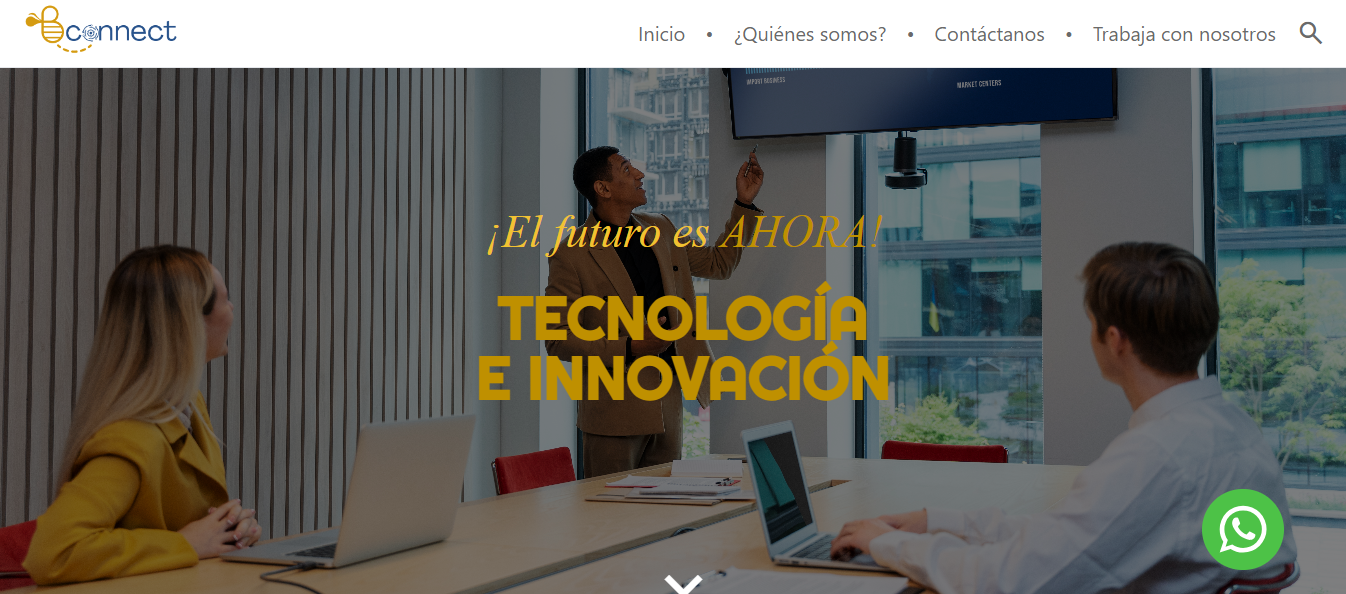 Bconnect
Inicio • ¿Quiénes somos? • Contáctanos • Trabaja con nosotros
IMPORT BUSINESS
MARKET CENTERS
¡El futuro es AHORA!
TECNOLOGÍA
E INNOVACIÓN